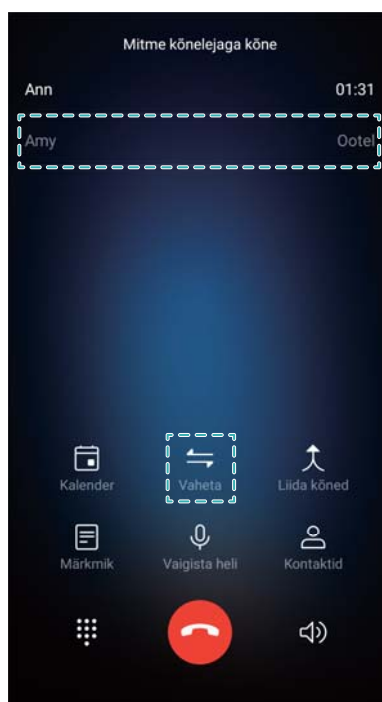 Mitme kõnelejaga kõne
Ann 01:31
Amy Ootel
Kalender Vaheta Liida kõned
Märkmik Vaigista heli Kontaktid